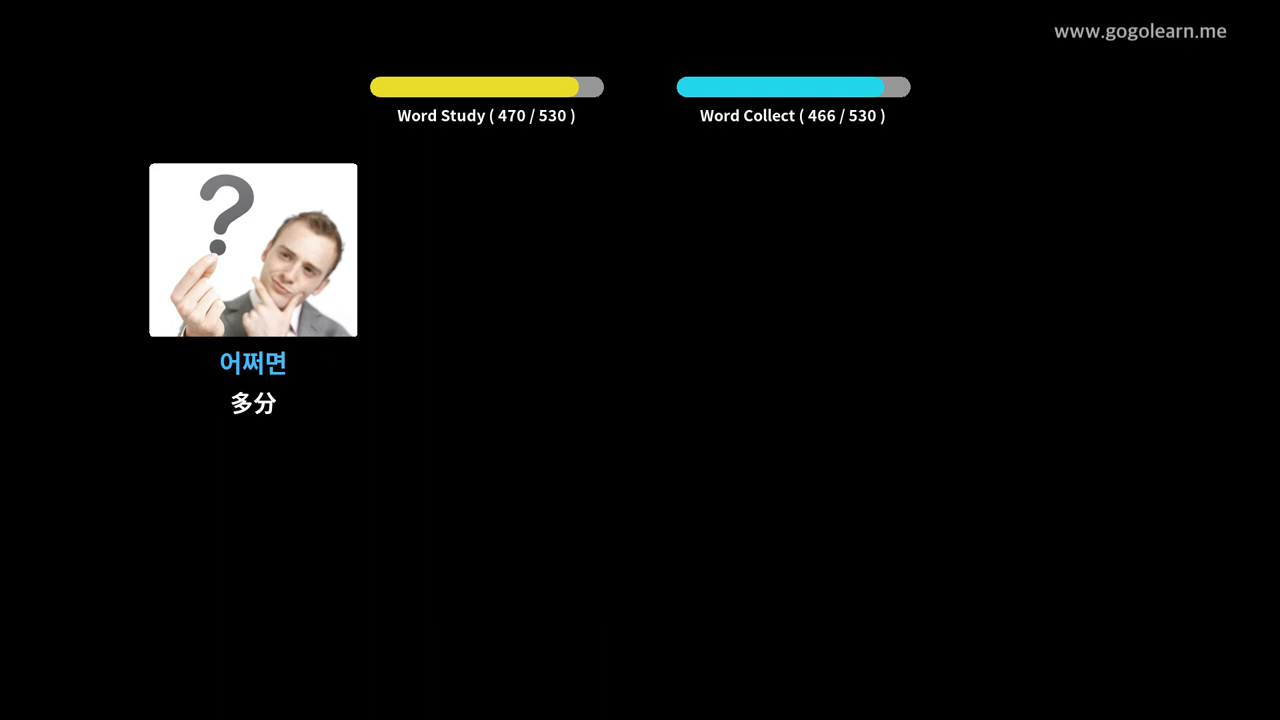 www.gogolearn.me
Word Study ( 470 / 530 )
Word Collect ( 466 / 530 )
?
어쩌면
多分